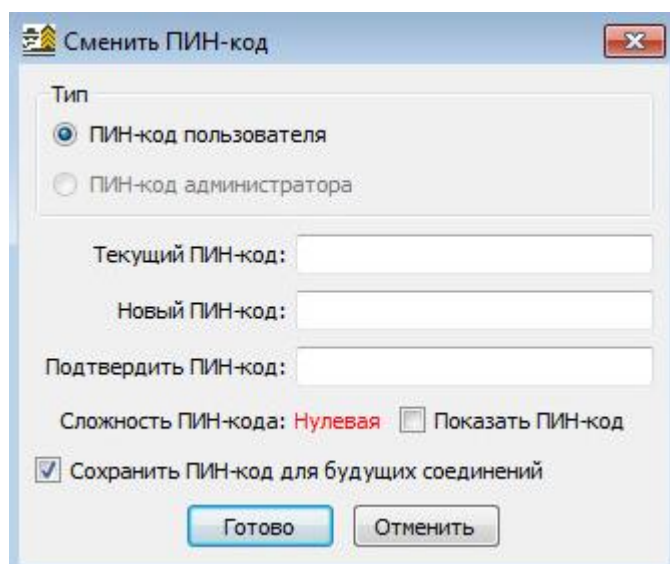 Сменить ПИН-код
Тип
ПИН-код пользователя
ПИН-код администратора
Текущий ПИН-код:
Новый ПИН-код:
Подтвердить ПИН-код:
Сложность ПИН-кода: Нулевая Показать ПИН-код
Сохранить ПИН-код для будущих соединений
Готово Отменить